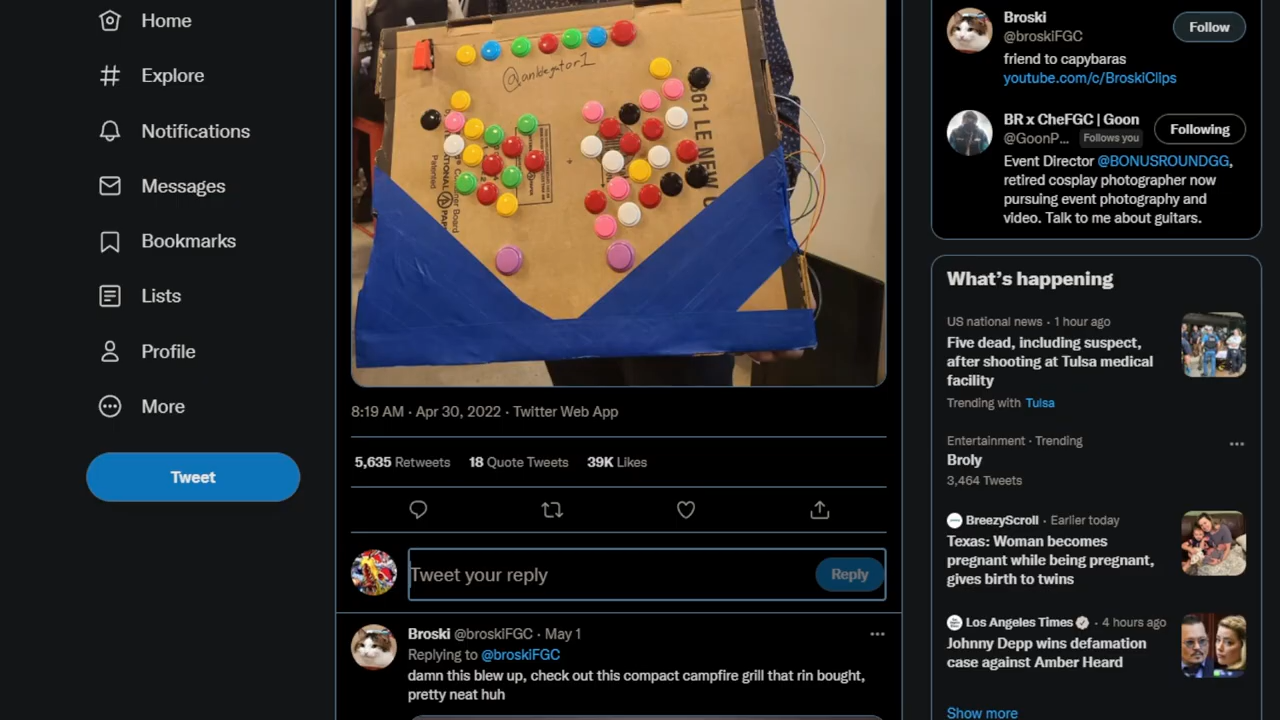 Home
Explore
Notifications
Messages
Bookmarks
Lists
Profile
More
Tweet
61 LE NEW
8:19 AM · Apr 30, 2022 · Twitter Web App
5,635 Retweets 18 Quote Tweets 39K Likes
Tweet your reply
Reply
Broski @broskiFGC · May 1
Replying to @broskiFGC
damn this blew up, check out this compact campfire grill that rin bought,
pretty neat huh
Broski
@broskiFGC
Follow
friend to capybaras
youtube.com/c/BroskiClips
BR x CheFGC | Goon
@GoonP... Follows you
Following
Event Director @BONUSROUNDGG,
retired cosplay photographer now
pursuing event photography and
video. Talk to me about guitars.
What's happening
US national news · 1 hour ago
Five dead, including suspect,
after shooting at Tulsa medical
facility
Trending with Tulsa
Entertainment · Trending
Broly
3,464 Tweets
BreezyScroll · Earlier today
Texas: Woman becomes
pregnant while being pregnant,
gives birth to twins
Los Angeles Times · 4 hours ago
Johnny Depp wins defamation
case against Amber Heard
Show more